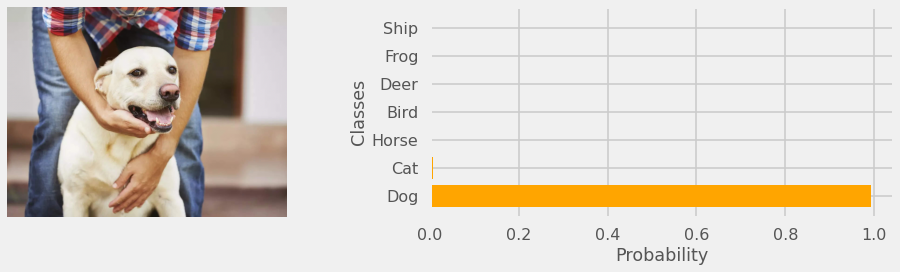 Ship
Frog
Deer
Bird
Horse
Cat
Dog
Classes
0.0 0.2 0.4 0.6 0.8 1.0
Probability